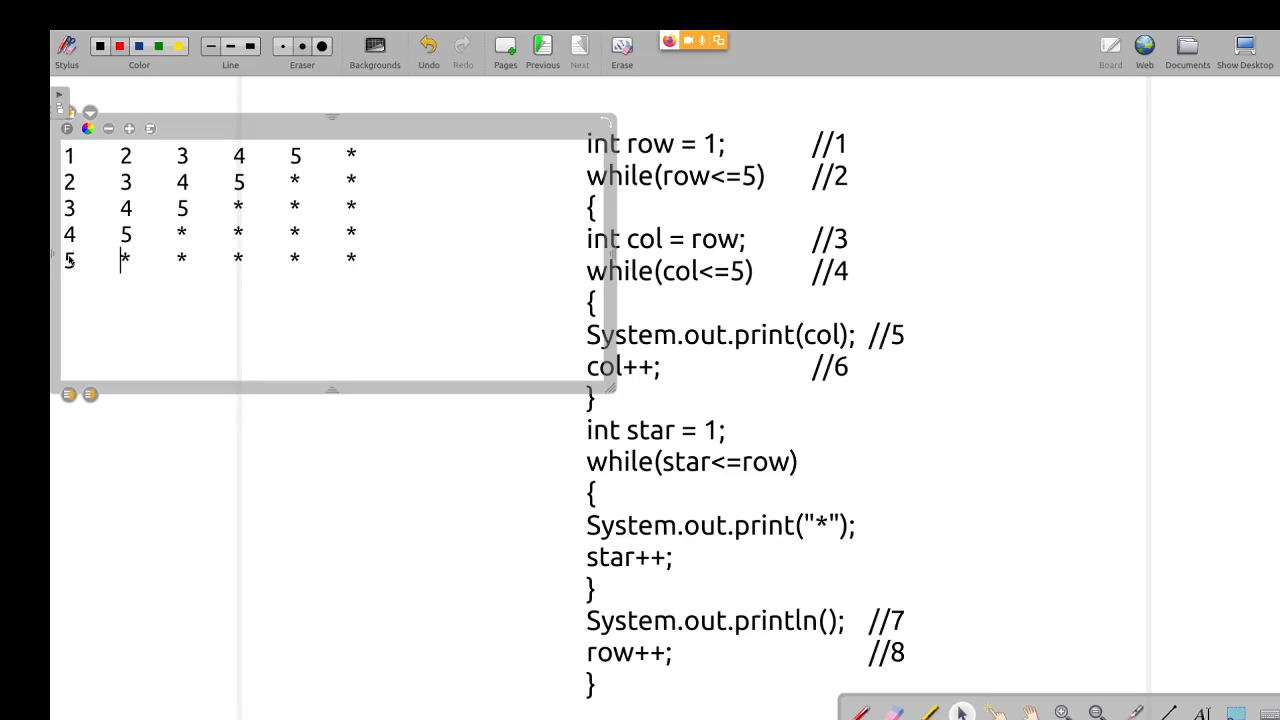 Stylus Color Line Eraser Backgrounds Undo Redo Pages Previous Next Erase Board Web Documents Show Desktop
F
1 2 3 4 5 *
2 3 4 5 * *
3 4 5 * * *
4 5 * * * *
5 * * * * *
int row = 1; //1
while(row<=5) //2
{
int col = row; //3
while(col<=5) //4
{
System.out.print(col); //5
col++; //6
}
int star = 1;
while(star<=row)
{
System.out.print("*");
star++;
}
System.out.println(); //7
row++; //8
}